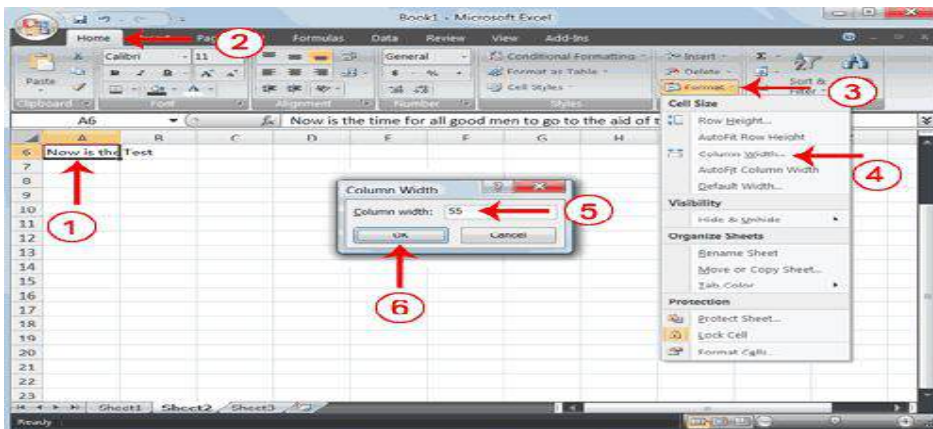 Book1 - Microsoft Excel
Home
Formulas
Data
Review
View
Add-Ins
2
Paste
Calibri
11
General
Conditional Formatting
Format as Table
Cell Styles
Insert
Delete
Format
Sort &
Filter
3
Clipboard
Font
Alignment
Number
Styles
A6
Now is the time for all good men to go to the aid of t
A B C D E F G H
6 Now is the Test
7
8
9
10
11
12
13
14
15
16
17
18
19
20
21
22
23
1
Column Width
Column width: 55
OK Cancel
5
6
Cell Size
Row Height...
AutoFit Row Height
Column Width...
AutoFit Column Width
Default Width...
4
Visibility
Hide & Unhide
Organize Sheets
Rename Sheet
Move or Copy Sheet...
Tab Color
Protection
Protect Sheet...
Lock Cell
Format Cells...
Sheet1 Sheet2 Sheet3
Ready